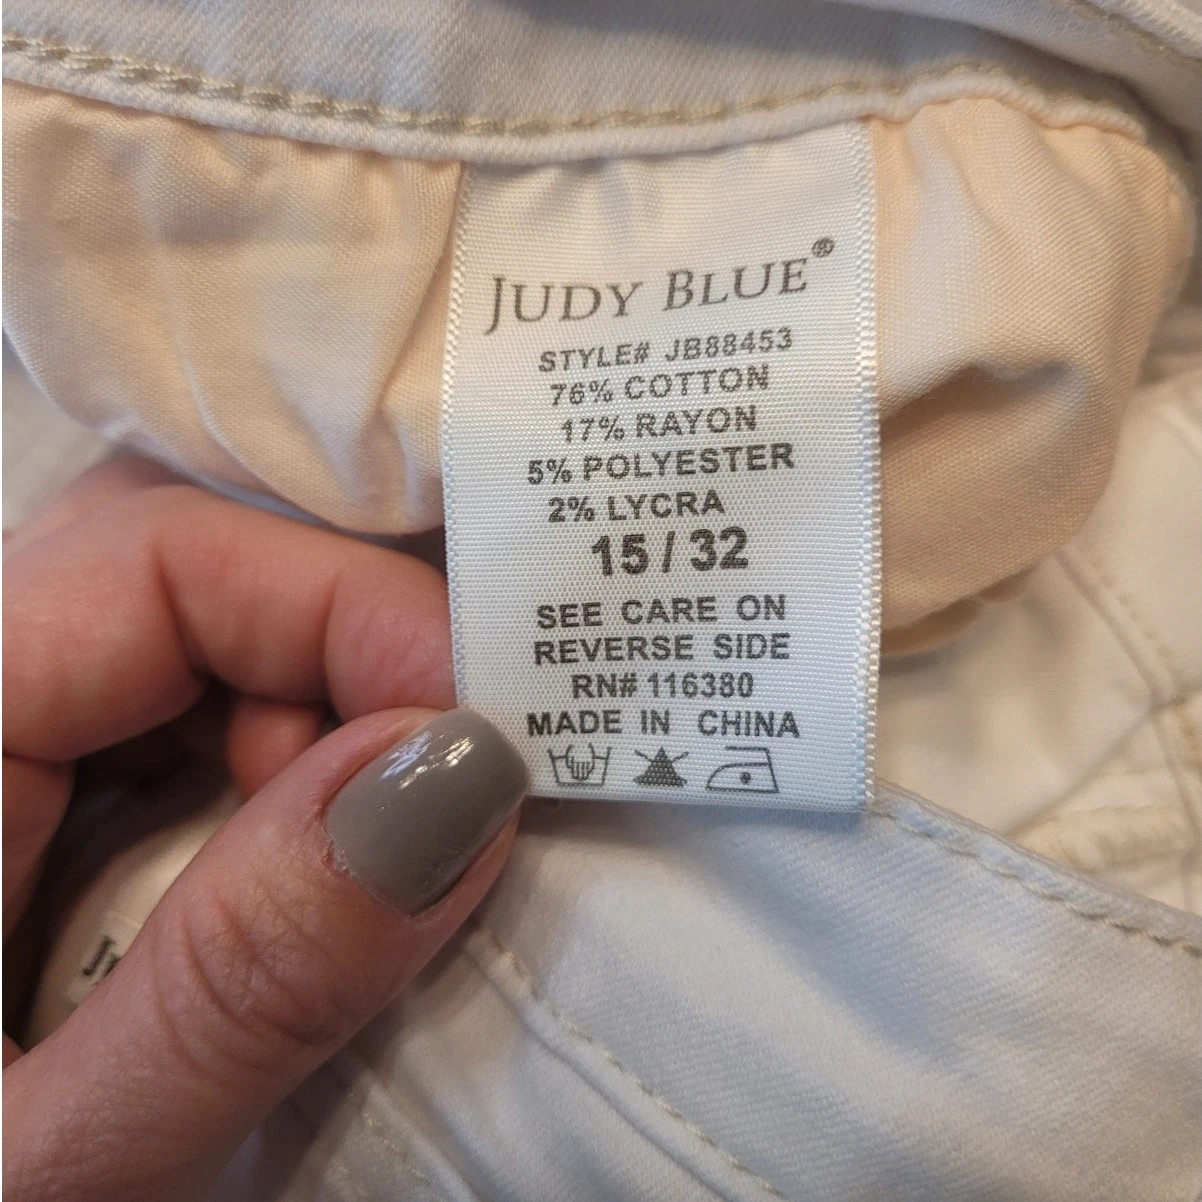 JUDY BLUE®
STYLE# JB88453
76% COTTON
17% RAYON
5% POLYESTER
2% LYCRA
15 / 32
SEE CARE ON
REVERSE SIDE
RN# 116380
MADE IN CHINA